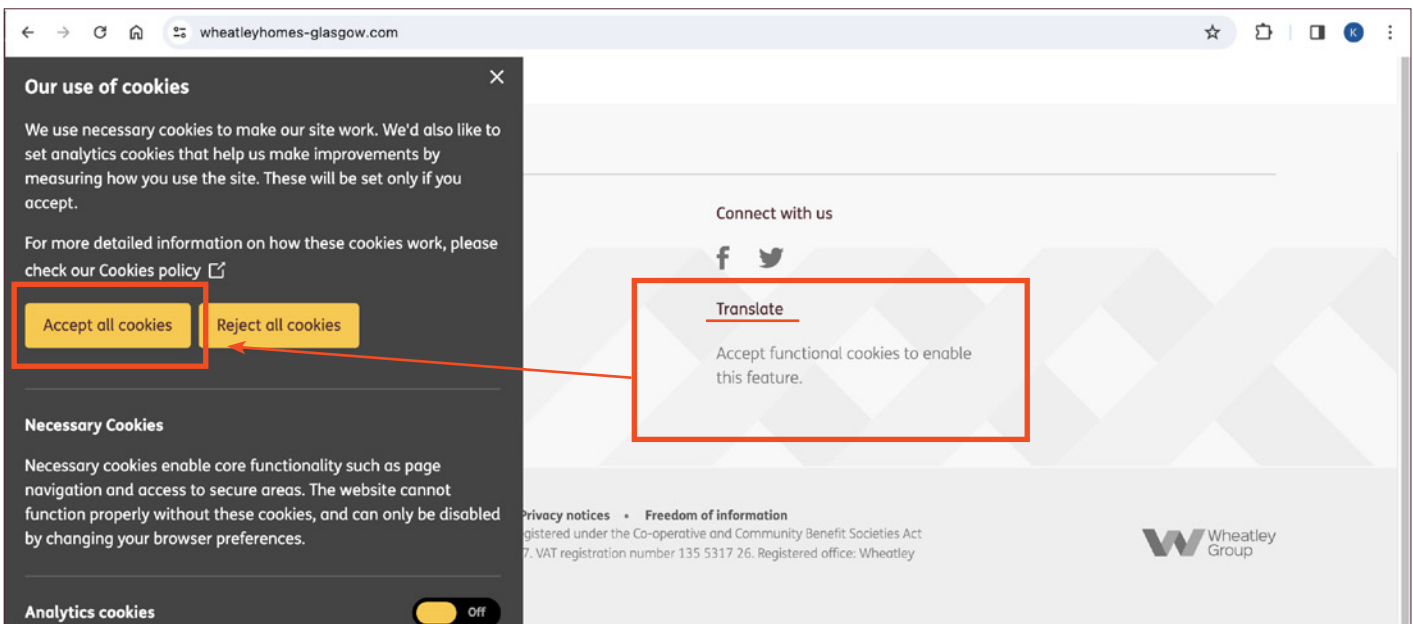 wheatleyhomes-glasgow.com
K
Our use of cookies
We use necessary cookies to make our site work. We'd also like to
set analytics cookies that help us make improvements by
measuring how you use the site. These will be set only if you
accept.
For more detailed information on how these cookies work, please
check our Cookies policy
Accept all cookies
Reject all cookies
Necessary Cookies
Necessary cookies enable core functionality such as page
navigation and access to secure areas. The website cannot
function properly without these cookies, and can only be disabled
by changing your browser preferences.
Analytics cookies
Off
Connect with us
Translate
Accept functional cookies to enable
this feature.
Privacy notices • Freedom of information
gistered under the Co-operative and Community Benefit Societies Act
7. VAT registration number 135 5317 26. Registered office: Wheatley
Wheatley
Group